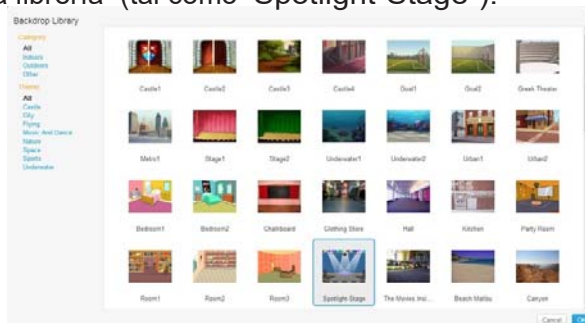 a librería (tal como "Spotlight Stage").
Backdrop Library
Category
All
Indoors
Outdoors
Other
Theme
All
Castle
City
Flying
Music And Dance
Nature
Space
Sports
Underwater
Castle1 Castle2 Castle3 Castle4 Goal1 Goal2 Greek Theater
Metro1 Stage1 Stage2 Underwater1 Underwater2 Urban1 Urban2
Bedroom1 Bedroom2 Chalkboard Clothing Store Hall Kitchen Party Room
Room1 Room2 Room3 Spotlight Stage The Movies Insi... Beach Malibu Canyon
Cancel